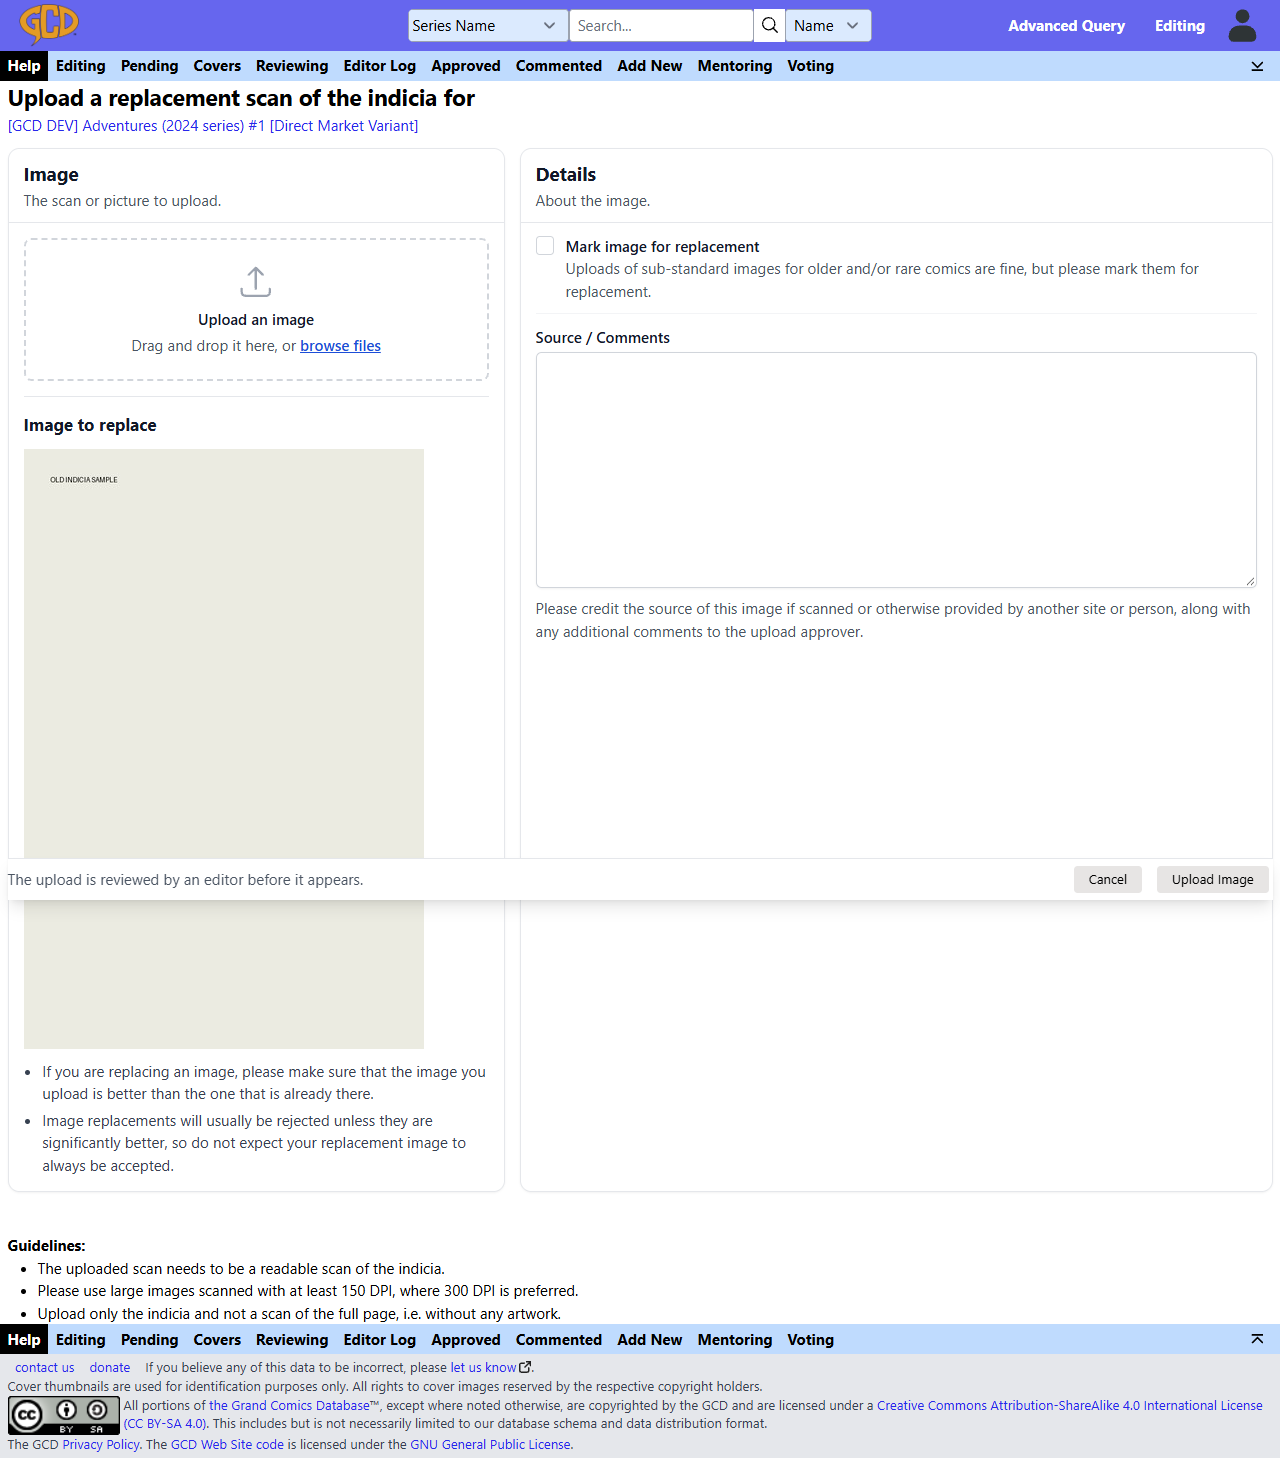 GCD
Series Name
Search...
Name
Advanced Query
Editing
Help Editing Pending Covers Reviewing Editor Log Approved Commented Add New Mentoring Voting
Upload a replacement scan of the indicia for
[GCD DEV] Adventures (2024 series) #1 [Direct Market Variant]
Image
The scan or picture to upload.
Upload an image
Drag and drop it here, or browse files
Image to replace
OLD INDICIA SAMPLE
Details
About the image.
Mark image for replacement
Uploads of sub-standard images for older and/or rare comics are fine, but please mark them for
replacement.
Source / Comments
Please credit the source of this image if scanned or otherwise provided by another site or person, along with
any additional comments to the upload approver.
The upload is reviewed by an editor before it appears.
Cancel
Upload Image
• If you are replacing an image, please make sure that the image you
upload is better than the one that is already there.
• Image replacements will usually be rejected unless they are
significantly better, so do not expect your replacement image to
always be accepted.
Guidelines:
• The uploaded scan needs to be a readable scan of the indicia.
• Please use large images scanned with at least 150 DPI, where 300 DPI is preferred.
• Upload only the indicia and not a scan of the full page, i.e. without any artwork.
Help Editing Pending Covers Reviewing Editor Log Approved Commented Add New Mentoring Voting
contact us donate If you believe any of this data to be incorrect, please let us know.
Cover thumbnails are used for identification purposes only. All rights to cover images reserved by the respective copyright holders.
cc BY SA
All portions of the Grand Comics Database™, except where noted otherwise, are copyrighted by the GCD and are licensed under a Creative Commons Attribution-ShareAlike 4.0 International License
(CC BY-SA 4.0). This includes but is not necessarily limited to our database schema and data distribution format.
The GCD Privacy Policy. The GCD Web Site code is licensed under the GNU General Public License.